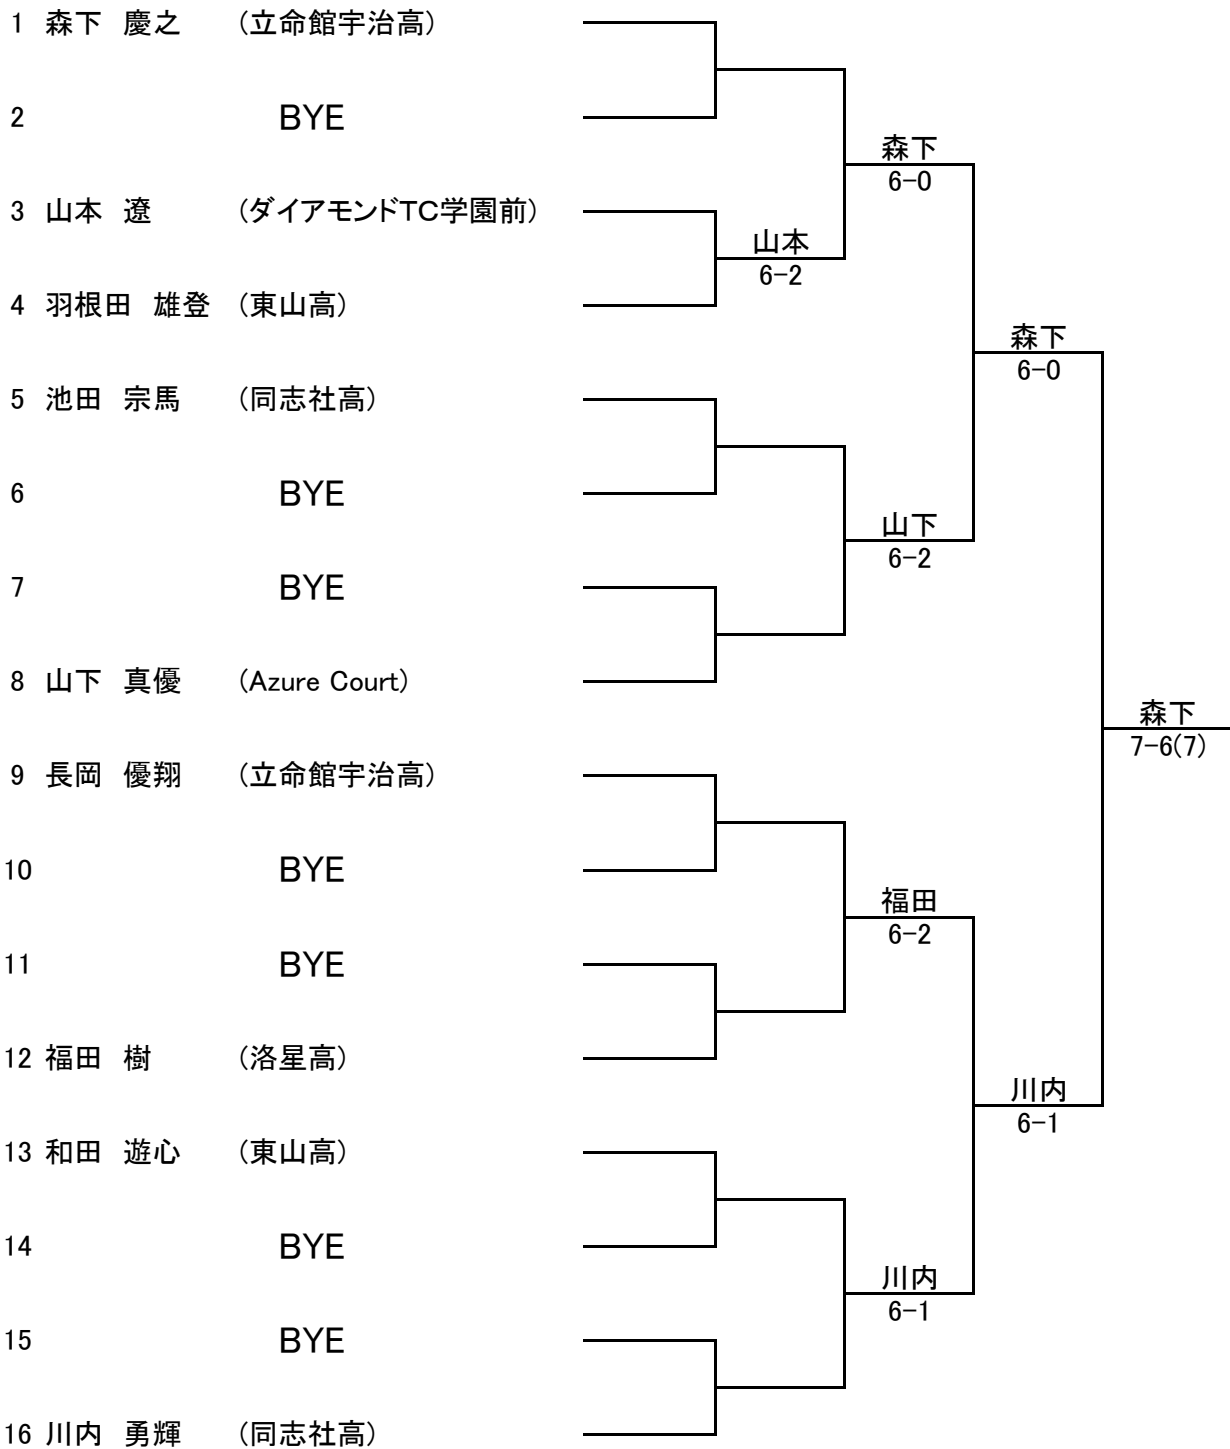 1 森下 慶之 (立命館宇治高)
2 BYE
森下
6-0
3 山本 遼 (ダイアモンドTC学園前)
山本
6-2
4 羽根田 雄登 (東山高)
森下
6-0
5 池田 宗馬 (同志社高)
6 BYE
山下
6-2
7 BYE
8 山下 真優 (Azure Court)
森下
7-6(7)
9 長岡 優翔 (立命館宇治高)
10 BYE
福田
6-2
11 BYE
12 福田 樹 (洛星高)
川内
6-1
13 和田 遊心 (東山高)
14 BYE
川内
6-1
15 BYE
16 川内 勇輝 (同志社高)